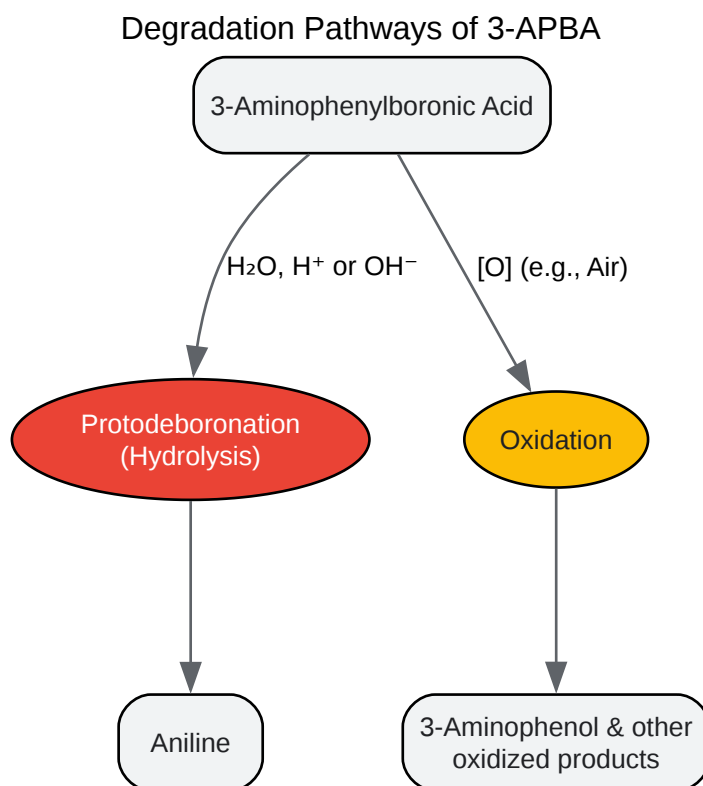 Degradation Pathways of 3-APBA
3-Aminophenylboronic Acid
H₂O, H⁺ or OH⁻
[O] (e.g., Air)
Protodeboronation
(Hydrolysis)
Oxidation
Aniline
3-Aminophenol & other
oxidized products